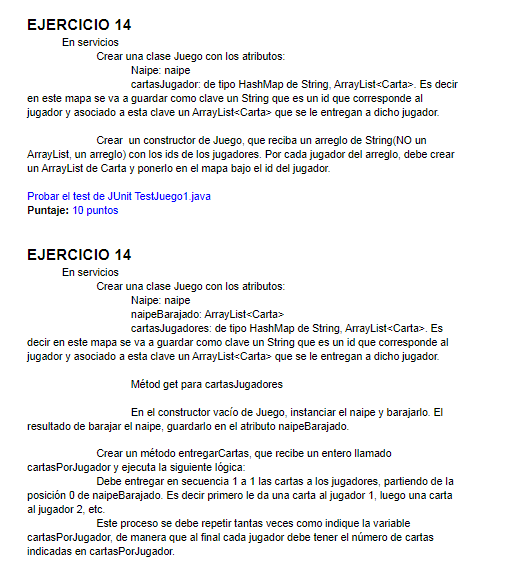 EJERCICIO 14
En servicios
Crear una clase Juego con los atributos:
Naipe: naipe
cartasJugador: de tipo HashMap de String, ArrayList<Carta>. Es decir
en este mapa se va a guardar como clave un String que es un id que corresponde al
jugador y asociado a esta clave un ArrayList<Carta> que se le entregan a dicho jugador.
Crear un constructor de Juego, que reciba un arreglo de String(NO un
ArrayList, un arreglo) con los ids de los jugadores. Por cada jugador del arreglo, debe crear
un ArrayList de Carta y ponerlo en el mapa bajo el id del jugador.
Probar el test de JUnit TestJuego1.java
Puntaje: 10 puntos
EJERCICIO 14
En servicios
Crear una clase Juego con los atributos:
Naipe: naipe
naipeBarajado: ArrayList<Carta>
cartasJugadores: de tipo HashMap de String, ArrayList<Carta>. Es
decir en este mapa se va a guardar como clave un String que es un id que corresponde al
jugador y asociado a esta clave un ArrayList<Carta> que se le entregan a dicho jugador.
Métod get para cartasJugadores
En el constructor vacío de Juego, instanciar el naipe y barajarlo. El
resultado de barajar el naipe, guardarlo en el atributo naipeBarajado.
Crear un método entregarCartas, que recibe un entero llamado
cartasPorJugador y ejecuta la siguiente lógica:
Debe entregar en secuencia 1 a 1 las cartas a los jugadores, partiendo de la
posición 0 de naipeBarajado. Es decir primero le da una carta al jugador 1, luego una carta
al jugador 2, etc.
Este proceso se debe repetir tantas veces como indique la variable
cartasPorJugador, de manera que al final cada jugador debe tener el número de cartas
indicadas en cartasPorJugador.